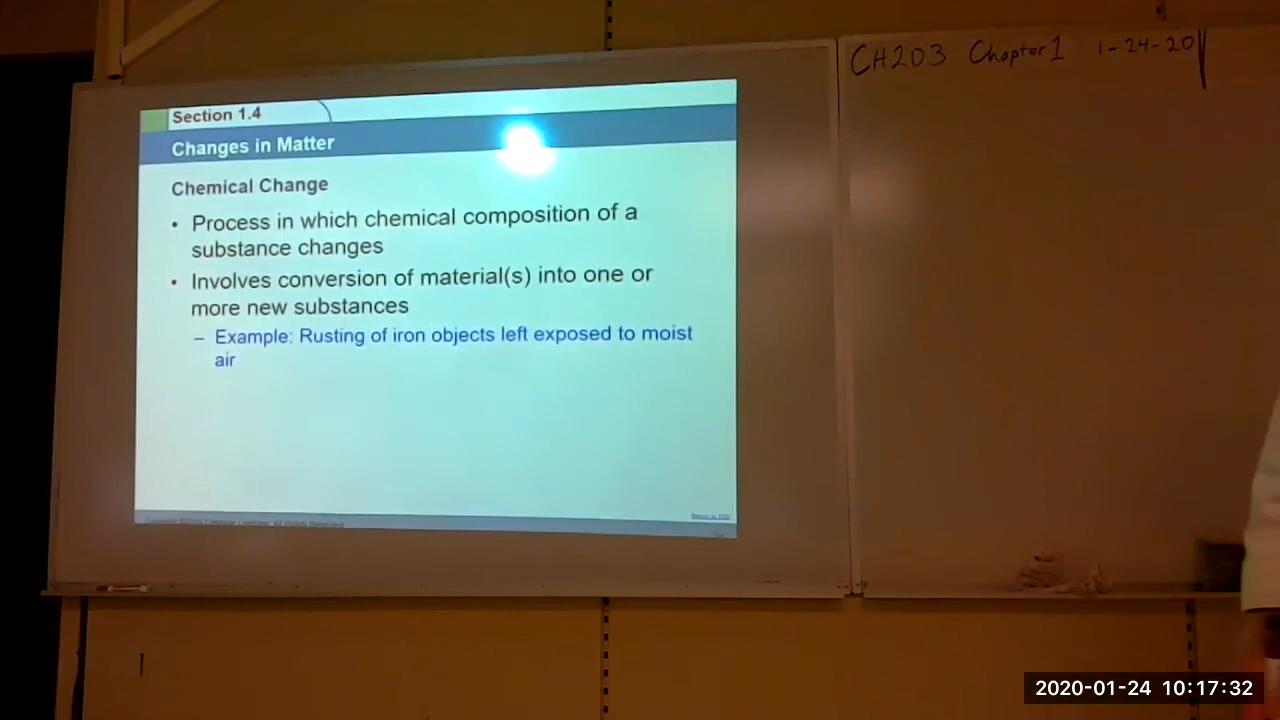 CH203 Chapter 1 1-24-20
Section 1.4
Changes in Matter
Chemical Change
• Process in which chemical composition of a
substance changes
• Involves conversion of material(s) into one or
more new substances
– Example: Rusting of iron objects left exposed to moist
air
2020-01-24 10:17:32